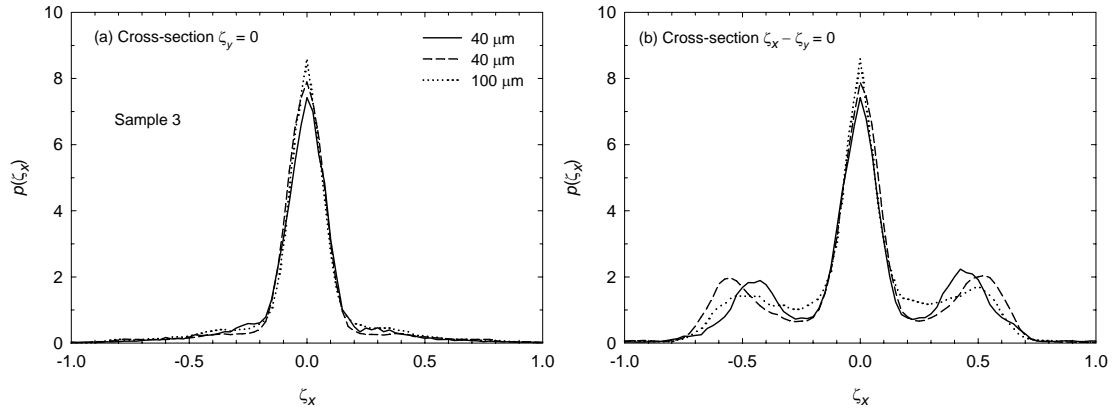 (a) Cross-section ζy = 0
40 μm
40 μm
100 μm
Sample 3
p(ζx)
10
8
6
4
2
0
-1.0 -0.5 0.0 0.5 1.0
ζx
(b) Cross-section ζx – ζy = 0
p(ζx)
10
8
6
4
2
0
-1.0 -0.5 0.0 0.5 1.0
ζx